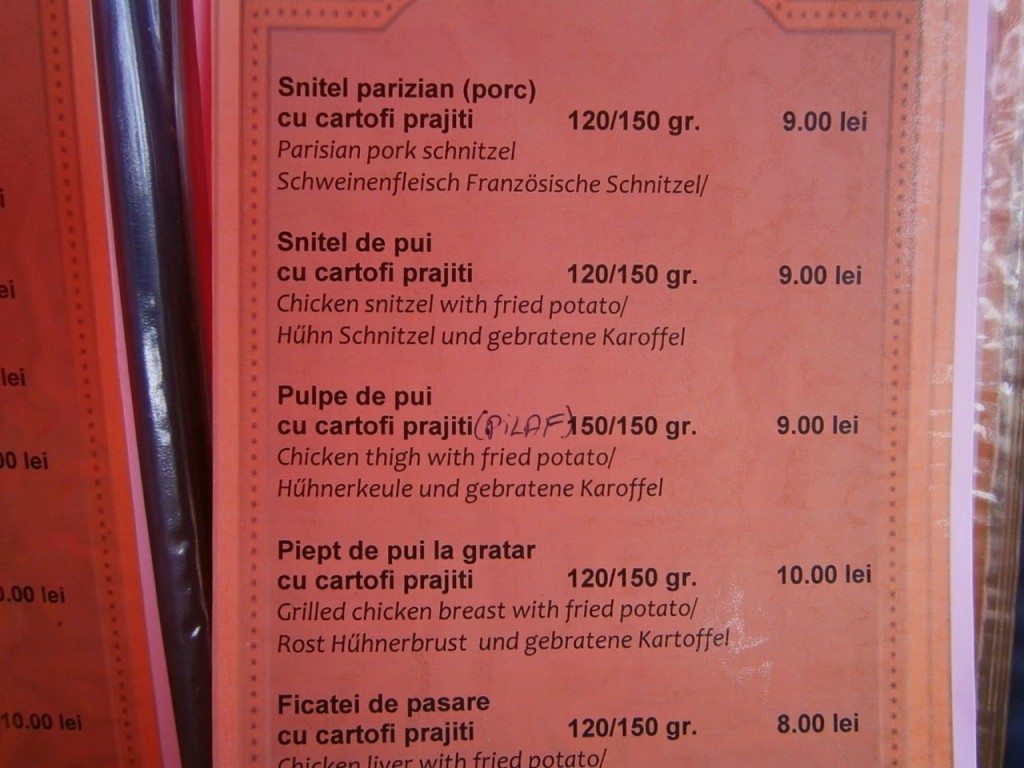 Snitel parizian (porc)
cu cartofi prajiti 120/150 gr. 9.00 lei
Parisian pork schnitzel
Schweinenfleisch Französische Schnitzel/
Snitel de pui
cu cartofi prajiti 120/150 gr. 9.00 lei
Chicken snitzel with fried potato/
Hűhn Schnitzel und gebratene Karoffel
Pulpe de pui
cu cartofi prajiti (PiLAF) 150/150 gr. 9.00 lei
Chicken thigh with fried potato/
Hűhnerkeule und gebratene Karoffel
Piept de pui la gratar
cu cartofi prajiti 120/150 gr. 10.00 lei
Grilled chicken breast with fried potato/
Rost Hűhnerbrust und gebratene Kartoffel
Ficatei de pasare
cu cartofi prajiti 120/150 gr. 8.00 lei
Chicken liver with fried potato/
lei
lei
lei
10.00 lei